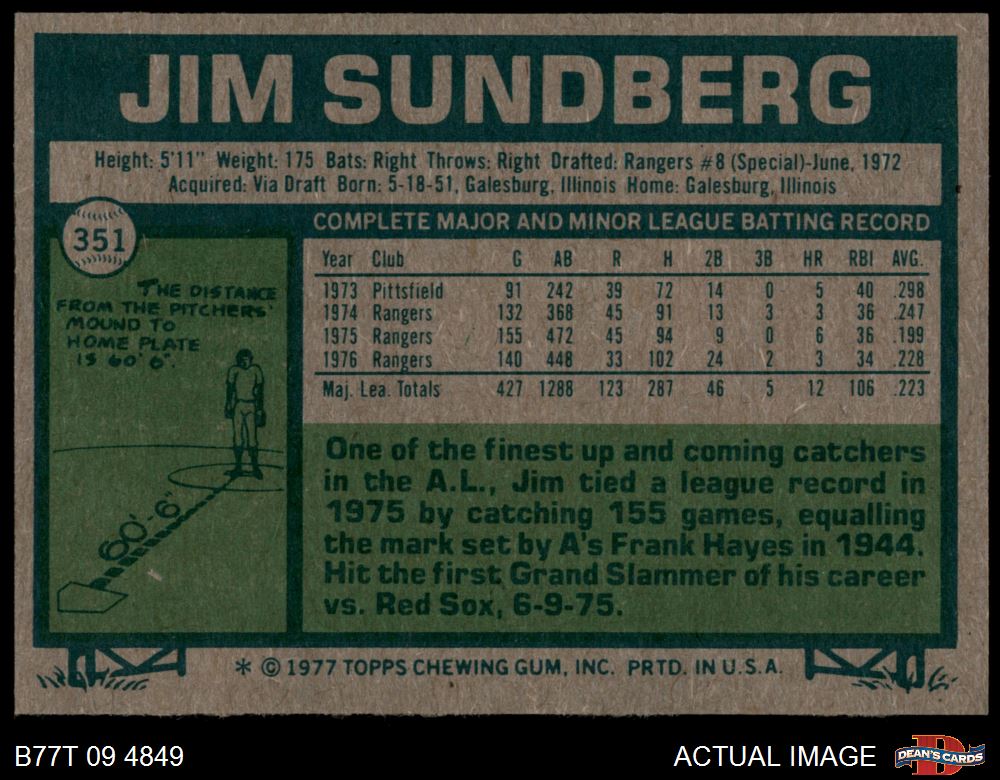 JIM SUNDBERG
Height: 5'11" Weight: 175 Bats: Right Throws: Right Drafted: Rangers #8 (Special)-June, 1972
Acquired: Via Draft Born: 5-18-51, Galesburg, Illinois Home: Galesburg, Illinois
351
THE DISTANCE
FROM THE PITCHERS'
MOUND TO
HOME PLATE
IS 60' 6".
60'-6"
COMPLETE MAJOR AND MINOR LEAGUE BATTING RECORD
Year Club G AB R H 2B 3B HR RBI AVG.
1973 Pittsfield 91 242 39 72 14 0 5 40 .298
1974 Rangers 132 368 45 91 13 3 3 36 .247
1975 Rangers 155 472 45 94 9 0 6 36 .199
1976 Rangers 140 448 33 102 24 2 3 34 .228
Maj. Lea. Totals 427 1288 123 287 46 5 12 106 .223
One of the finest up and coming catchers
in the A.L., Jim tied a league record in
1975 by catching 155 games, equalling
the mark set by A's Frank Hayes in 1944.
Hit the first Grand Slammer of his career
vs. Red Sox, 6-9-75.
* © 1977 TOPPS CHEWING GUM, INC. PRTD. IN U.S.A.
B77T 09 4849
ACTUAL IMAGE
D
DEAN'S CARDS